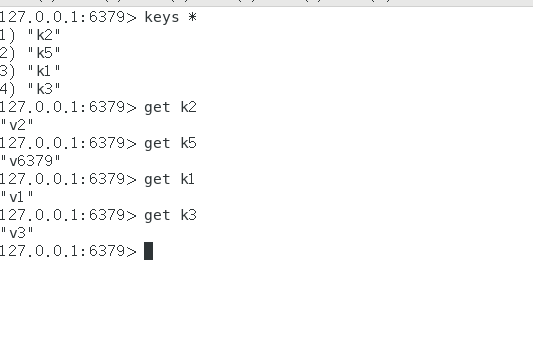 127.0.0.1:6379> keys *
1) "k2"
2) "k5"
3) "k1"
4) "k3"
127.0.0.1:6379> get k2
"v2"
127.0.0.1:6379> get k5
"v6379"
127.0.0.1:6379> get k1
"v1"
127.0.0.1:6379> get k3
"v3"
127.0.0.1:6379>